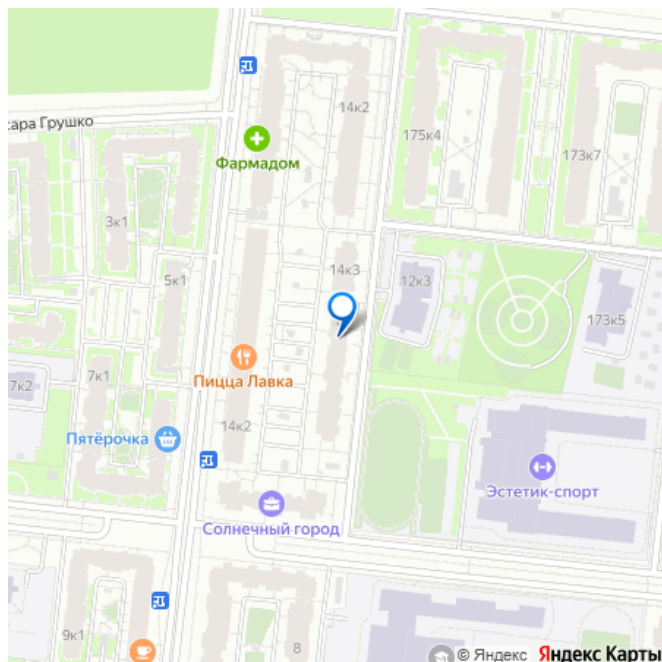 14к2
сара Грушко
Фармадом
175к4
173к7
3к1
5к1
14к3
12к3
173к5
7к2
7к1
Пицца Лавка
14к2
Пятёрочка
Эстетик-спорт
Солнечный город
9к1
8
© Яндекс Яндекс Карты